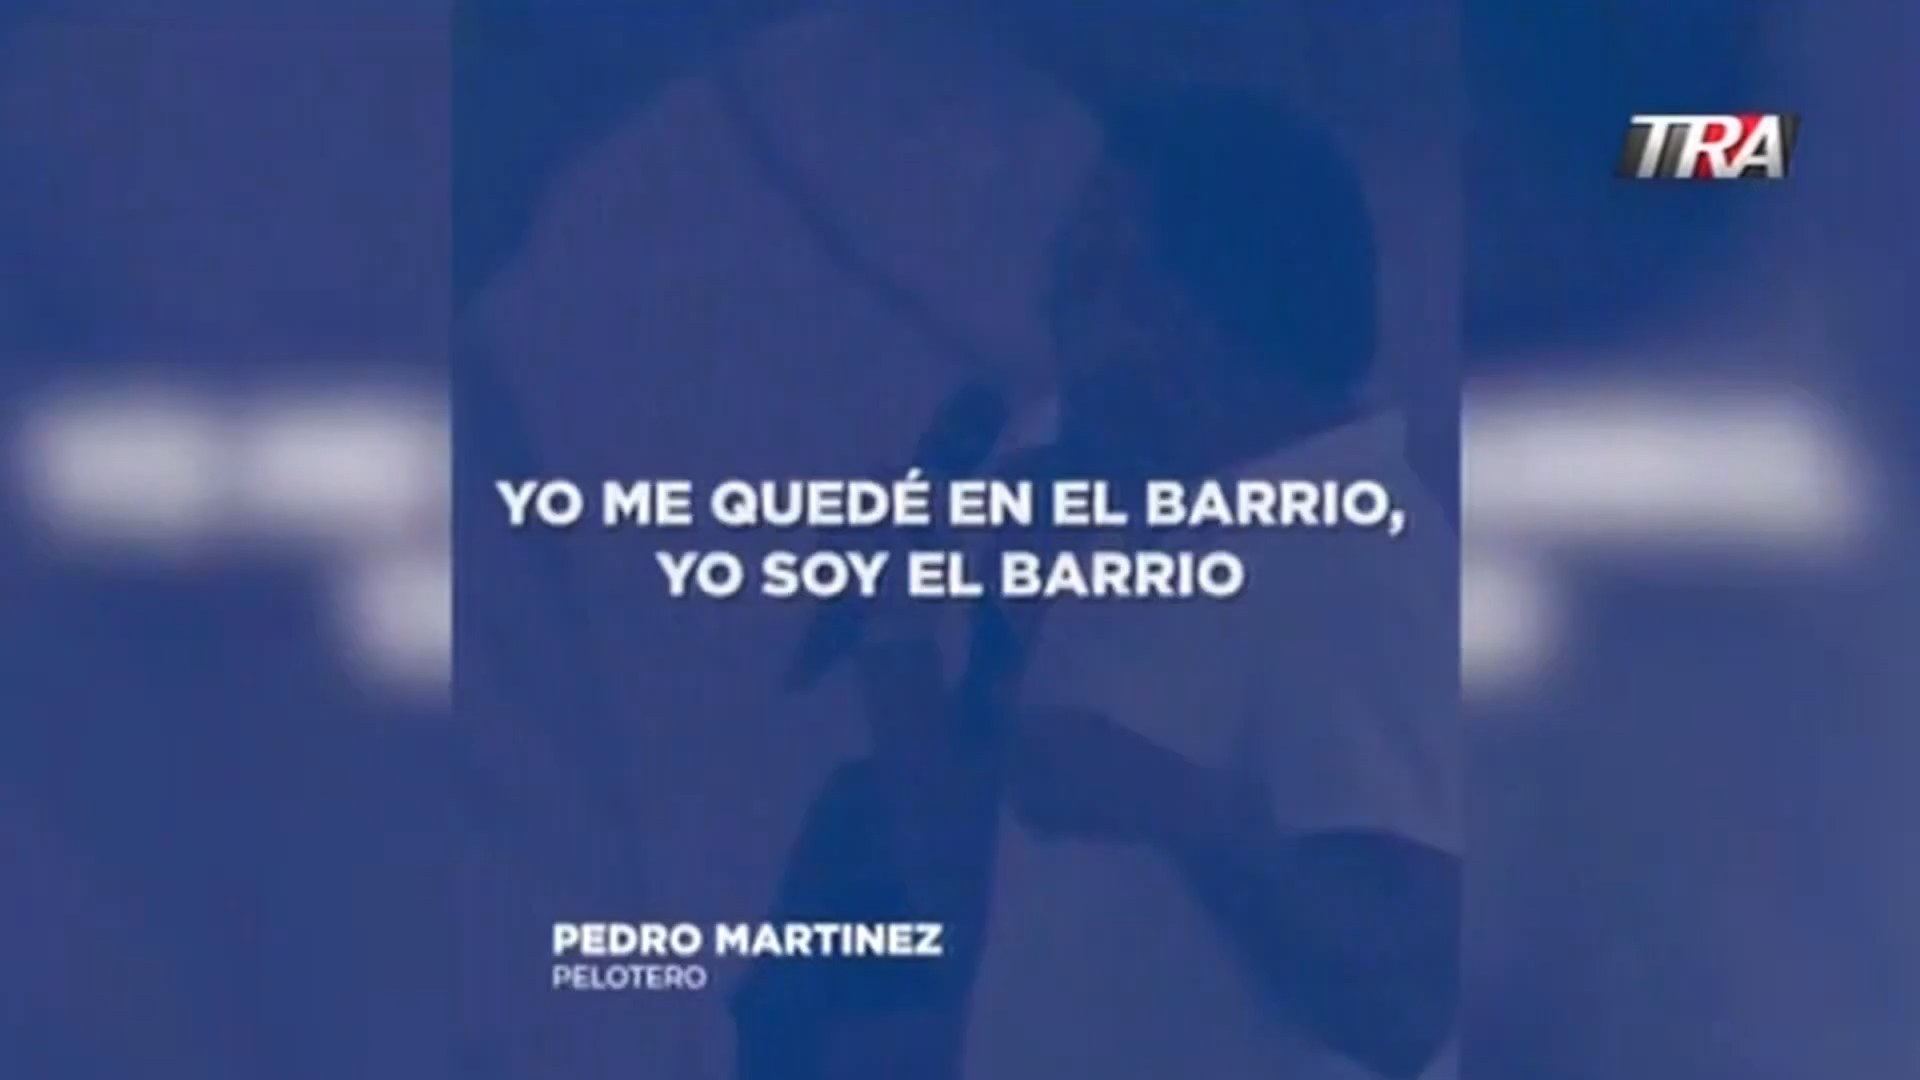 TRA
YO ME QUEDÉ EN EL BARRIO,
YO SOY EL BARRIO
PEDRO MARTINEZ
PELOTERO